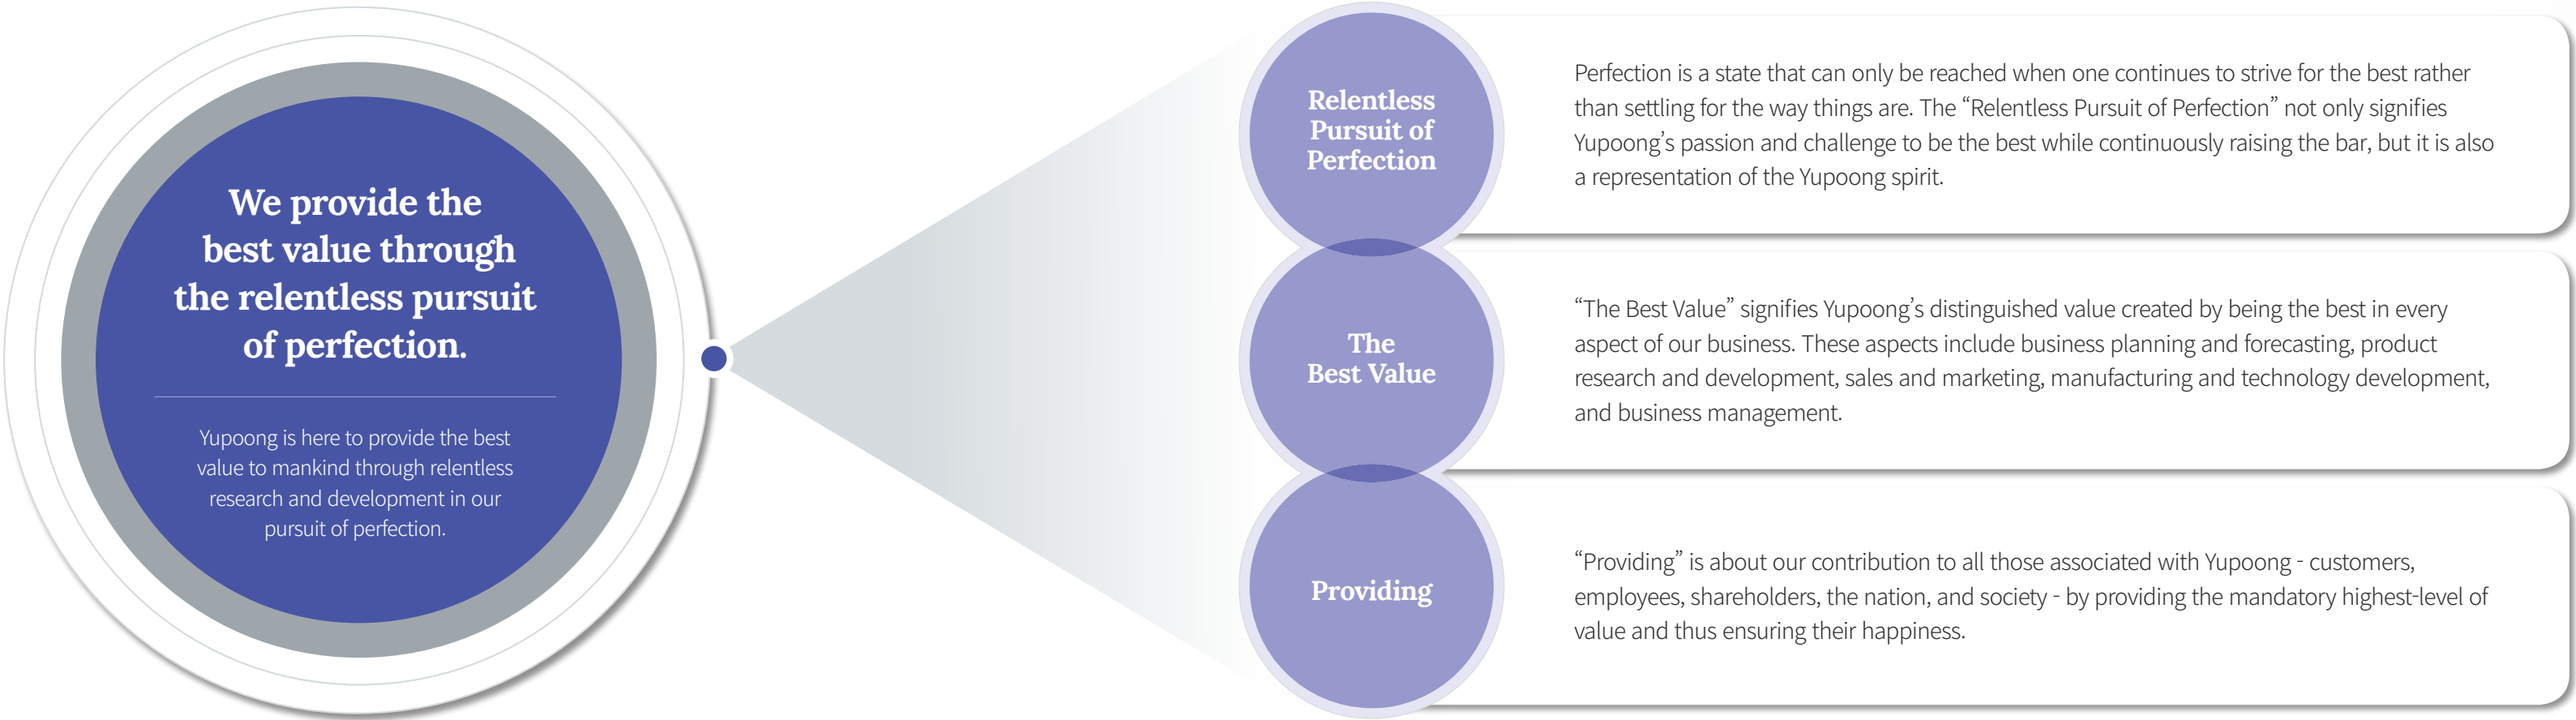 We provide the
best value through
the relentless pursuit
of perfection.
Yupoong is here to provide the best
value to mankind through relentless
research and development in our
pursuit of perfection.
Relentless
Pursuit of
Perfection
Perfection is a state that can only be reached when one continues to strive for the best rather
than settling for the way things are. The “Relentless Pursuit of Perfection” not only signifies
Yupoong’s passion and challenge to be the best while continuously raising the bar, but it is also
a representation of the Yupoong spirit.
The
Best Value
“The Best Value” signifies Yupoong’s distinguished value created by being the best in every
aspect of our business. These aspects include business planning and forecasting, product
research and development, sales and marketing, manufacturing and technology development,
and business management.
Providing
“Providing” is about our contribution to all those associated with Yupoong - customers,
employees, shareholders, the nation, and society - by providing the mandatory highest-level of
value and thus ensuring their happiness.